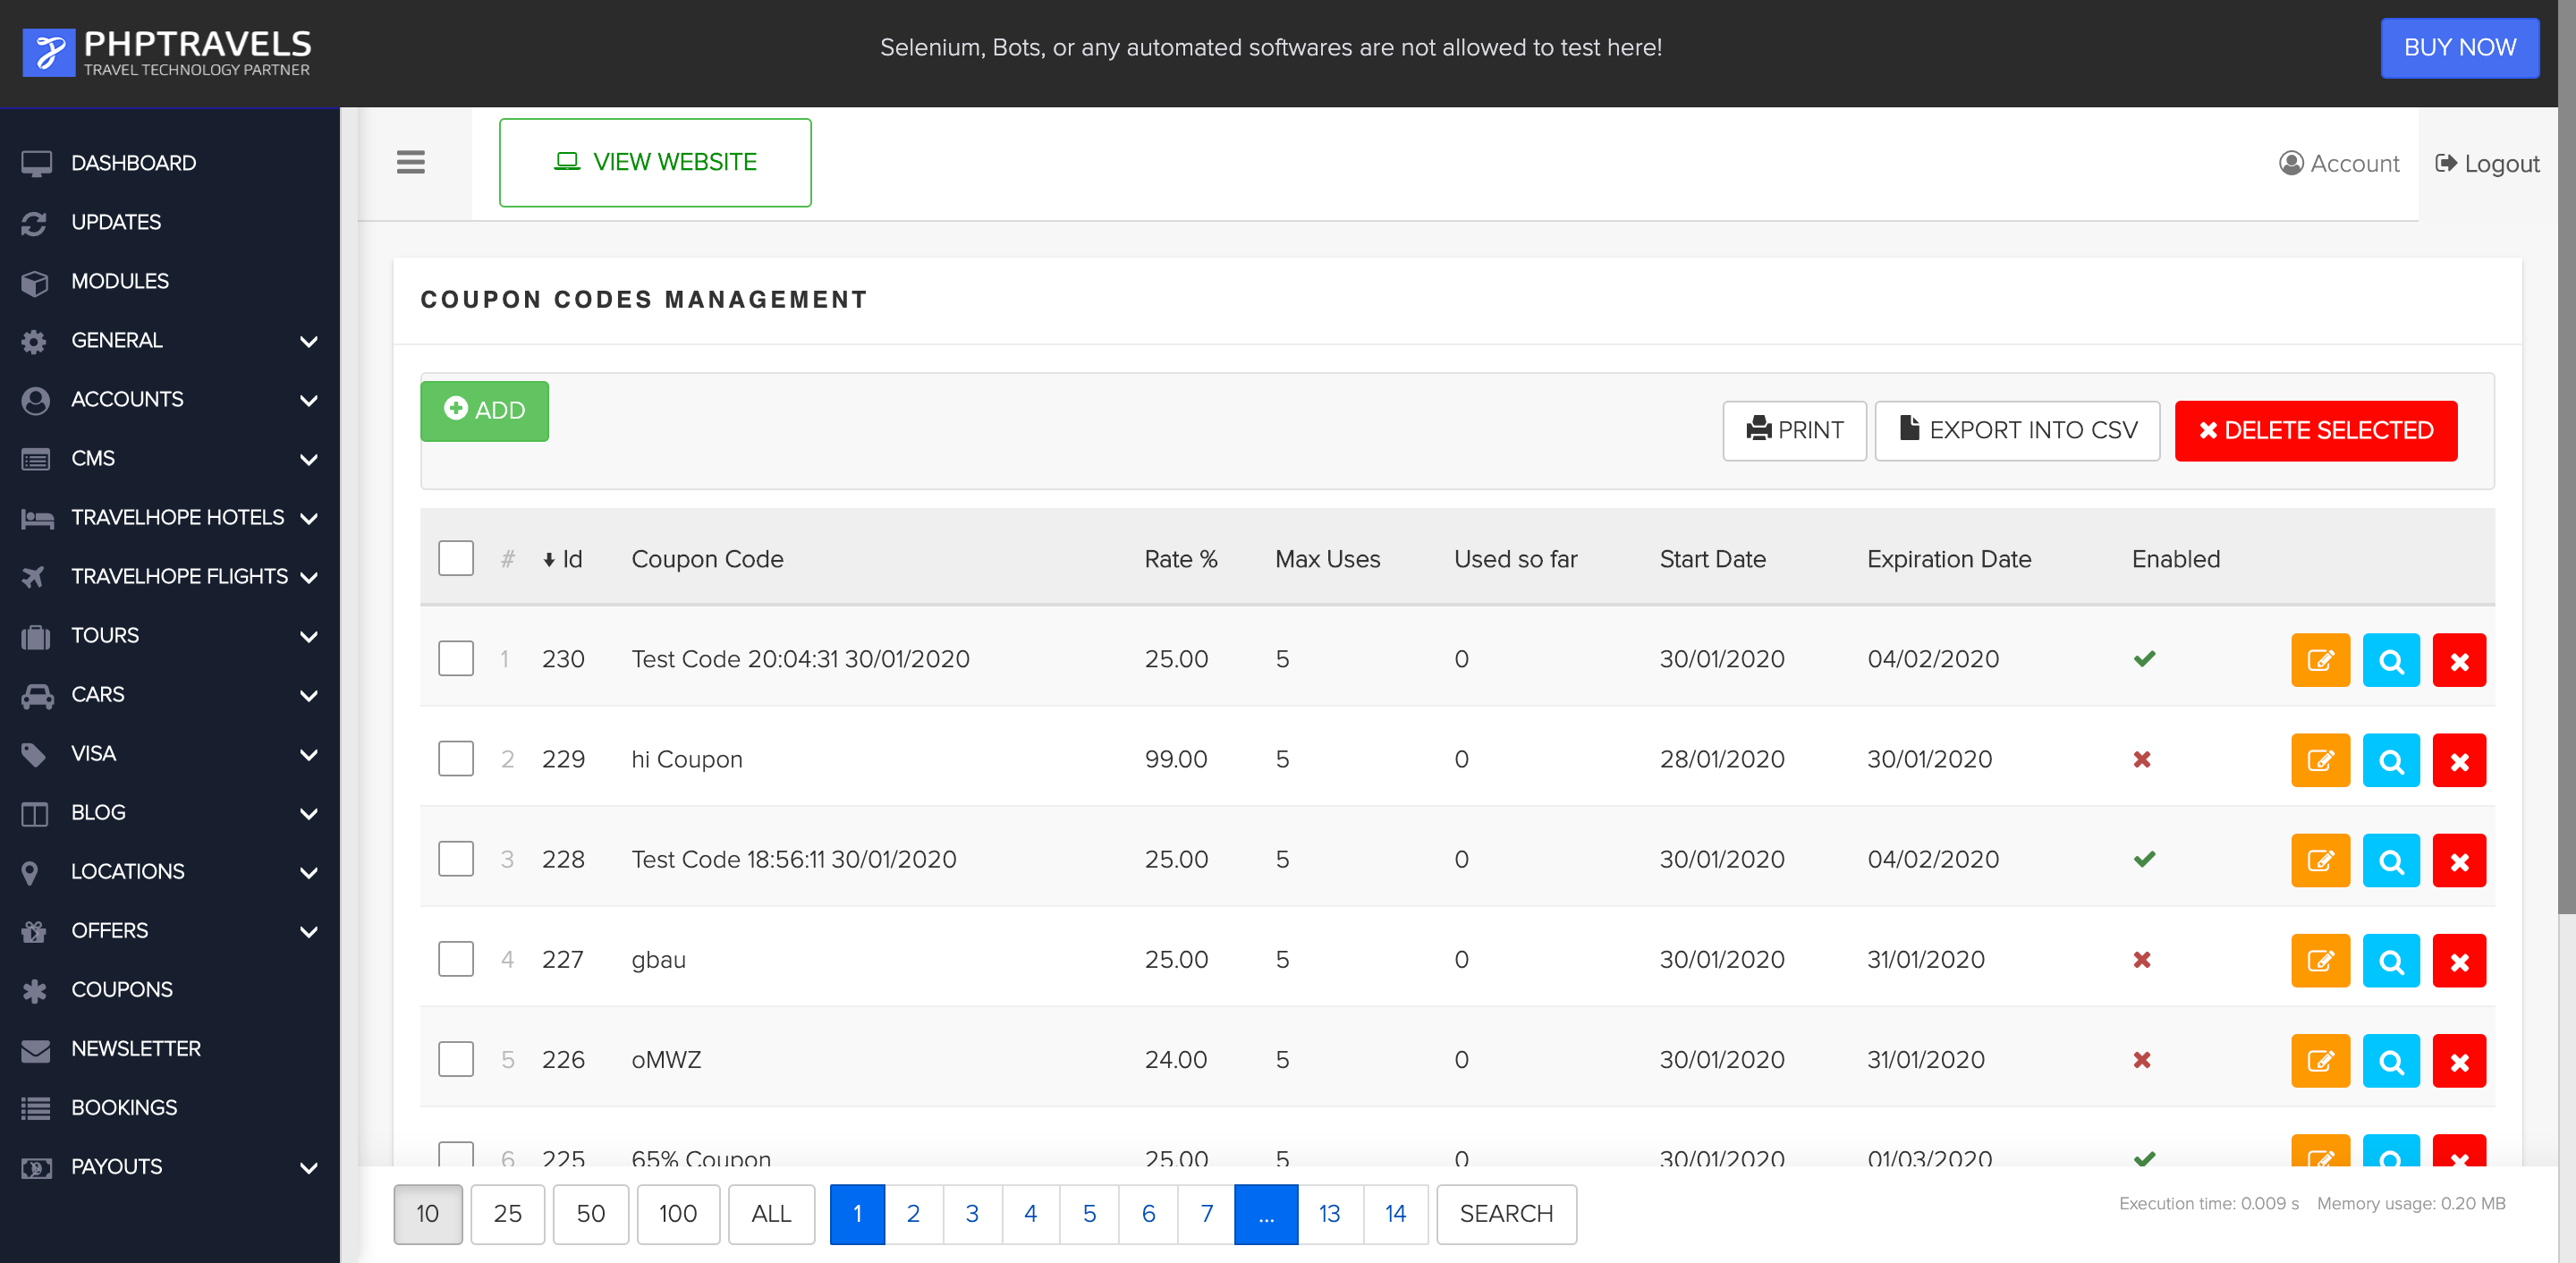 PHPTRAVELS
TRAVEL TECHNOLOGY PARTNER
Selenium, Bots, or any automated softwares are not allowed to test here!
BUY NOW
DASHBOARD
UPDATES
MODULES
GENERAL
ACCOUNTS
CMS
TRAVELHOPE HOTELS
TRAVELHOPE FLIGHTS
TOURS
CARS
VISA
BLOG
LOCATIONS
OFFERS
COUPONS
NEWSLETTER
BOOKINGS
PAYOUTS
VIEW WEBSITE
Account
Logout
COUPON CODES MANAGEMENT
ADD
PRINT
EXPORT INTO CSV
DELETE SELECTED
# Id Coupon Code Rate % Max Uses Used so far Start Date Expiration Date Enabled
1 230 Test Code 20:04:31 30/01/2020 25.00 5 0 30/01/2020 04/02/2020
2 229 hi Coupon 99.00 5 0 28/01/2020 30/01/2020
3 228 Test Code 18:56:11 30/01/2020 25.00 5 0 30/01/2020 04/02/2020
4 227 gbau 25.00 5 0 30/01/2020 31/01/2020
5 226 oMWZ 24.00 5 0 30/01/2020 31/01/2020
6 225 65% Coupon 25.00 5 0 30/01/2020 01/03/2020
10 25 50 100 ALL 1 2 3 4 5 6 7 ... 13 14 SEARCH
Execution time: 0.009 s Memory usage: 0.20 MB